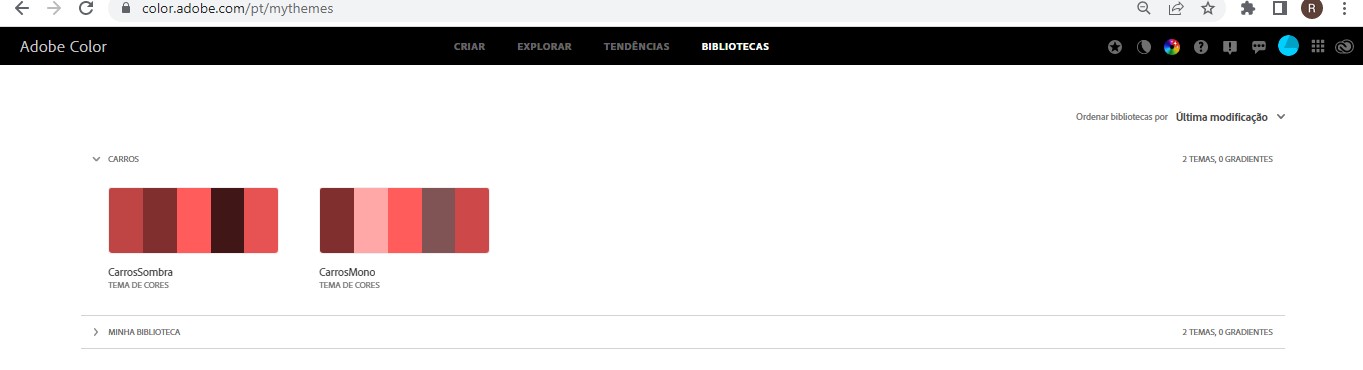 color.adobe.com/pt/mythemes
R
Adobe Color
CRIAR EXPLORAR TENDÊNCIAS BIBLIOTECAS
Ordenar bibliotecas por Última modificação
CARROS 2 TEMAS, 0 GRADIENTES
CarrosSombra CarrosMono
TEMA DE CORES TEMA DE CORES
MINHA BIBLIOTECA 2 TEMAS, 0 GRADIENTES